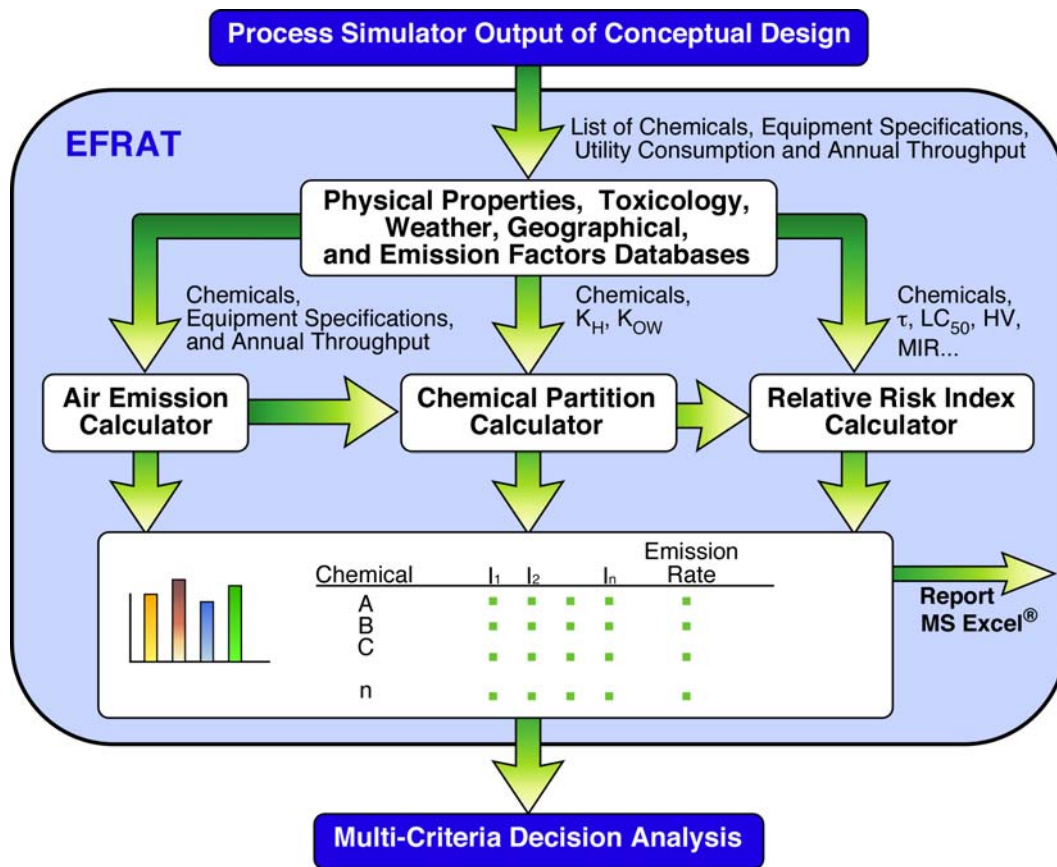 Process Simulator Output of Conceptual Design
EFRAT
List of Chemicals, Equipment Specifications,
Utility Consumption and Annual Throughput
Physical Properties, Toxicology,
Weather, Geographical,
and Emission Factors Databases
Chemicals,
Equipment Specifications,
and Annual Throughput
Chemicals,
K_H, K_OW
Chemicals,
τ, LC50, HV,
MIR...
Air Emission
Calculator
Chemical Partition
Calculator
Relative Risk Index
Calculator
Emission
Chemical I1 I2 In Rate
A
B
C
n
Report
MS Excel®
Multi-Criteria Decision Analysis